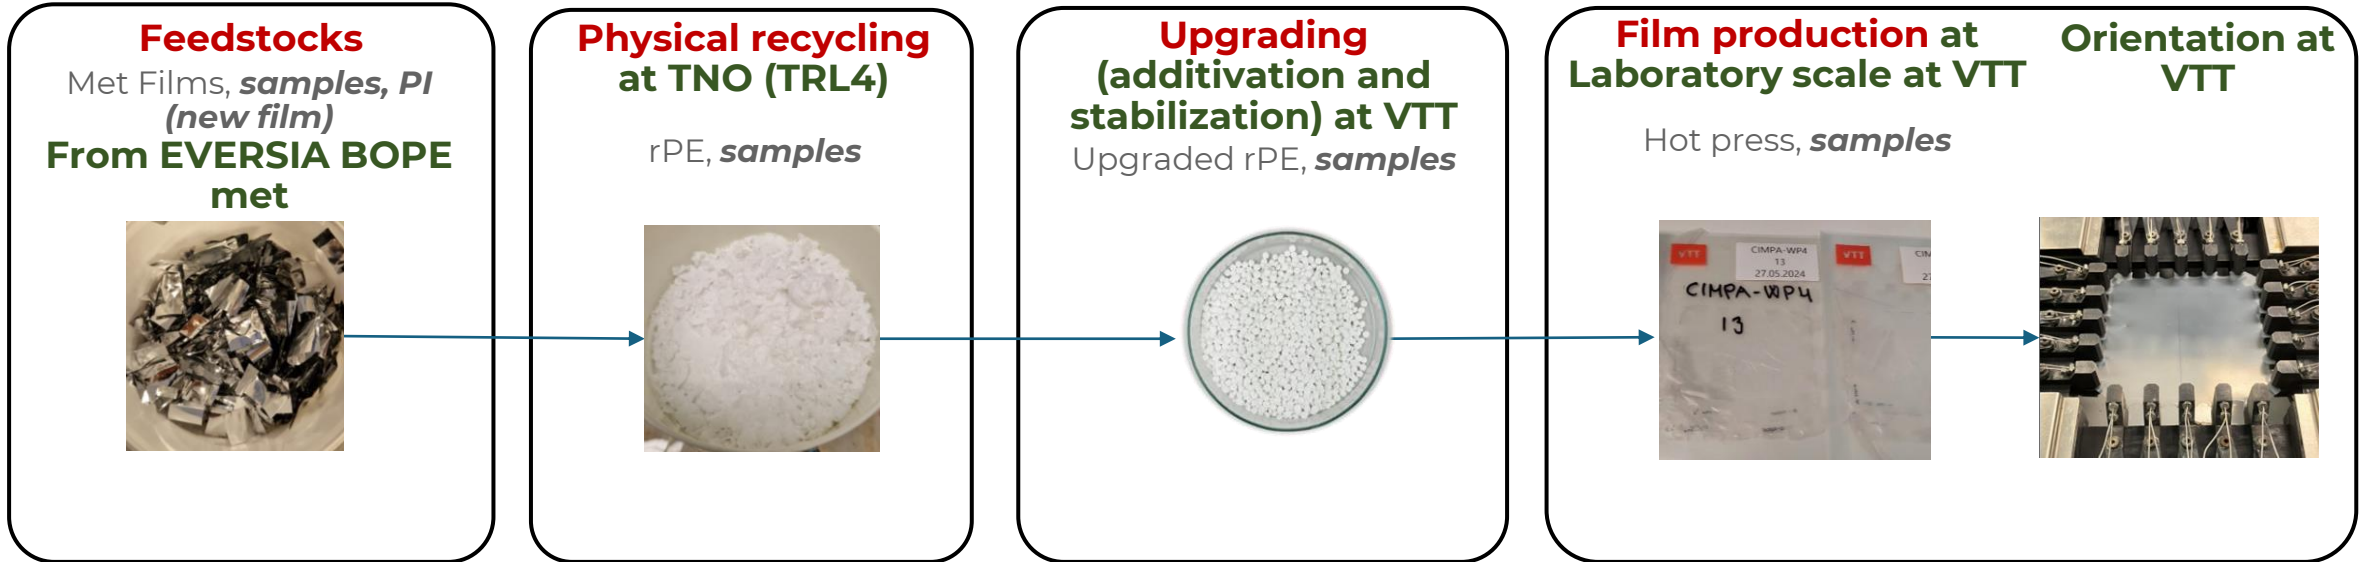 Feedstocks
Met Films, samples, PI
(new film)
From EVERSIA BOPE
met
Physical recycling
at TNO (TRL4)
rPE, samples
Upgrading
(additivation and
stabilization) at VTT
Upgraded rPE, samples
Film production at
Laboratory scale at VTT
Hot press, samples
Orientation at
VTT
VTT
CIMPA-WP4
13
27.05.2024
CIMPA-WP4
13
VTT